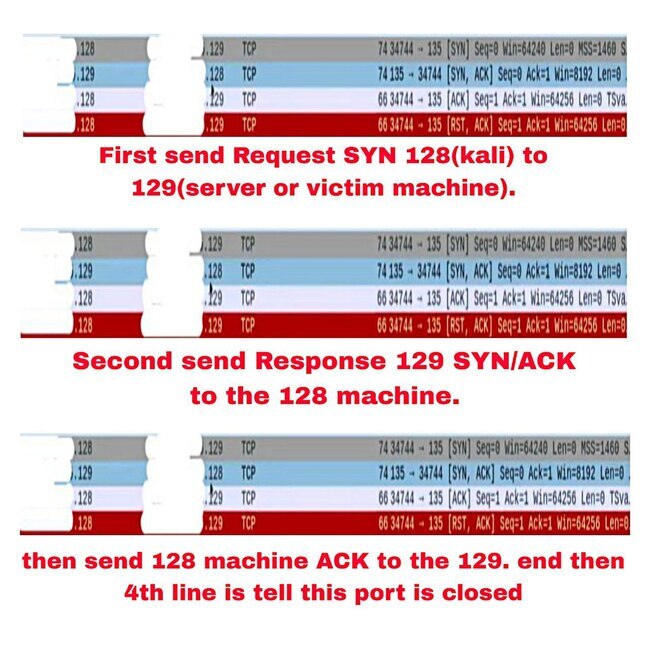 .128 .129 TCP 74 34744 → 135 [SYN] Seq=0 Win=64240 Len=0 MSS=1460 S
.129 .128 TCP 74 135 → 34744 [SYN, ACK] Seq=0 Ack=1 Win=8192 Len=0
.128 .129 TCP 66 34744 → 135 [ACK] Seq=1 Ack=1 Win=64256 Len=0 TSva
.128 .129 TCP 66 34744 → 135 [RST, ACK] Seq=1 Ack=1 Win=64256 Len=0
First send Request SYN 128(kali) to
129(server or victim machine).
.128 .129 TCP 74 34744 → 135 [SYN] Seq=0 Win=64240 Len=0 MSS=1460 S
.129 .128 TCP 74 135 → 34744 [SYN, ACK] Seq=0 Ack=1 Win=8192 Len=0
.128 .129 TCP 66 34744 → 135 [ACK] Seq=1 Ack=1 Win=64256 Len=0 TSva
.128 .129 TCP 66 34744 → 135 [RST, ACK] Seq=1 Ack=1 Win=64256 Len=0
Second send Response 129 SYN/ACK
to the 128 machine.
.128 .129 TCP 74 34744 → 135 [SYN] Seq=0 Win=64240 Len=0 MSS=1460 S
.129 .128 TCP 74 135 → 34744 [SYN, ACK] Seq=0 Ack=1 Win=8192 Len=0
.128 .129 TCP 66 34744 → 135 [ACK] Seq=1 Ack=1 Win=64256 Len=0 TSva
.128 .129 TCP 66 34744 → 135 [RST, ACK] Seq=1 Ack=1 Win=64256 Len=0
then send 128 machine ACK to the 129. end then
4th line is tell this port is closed